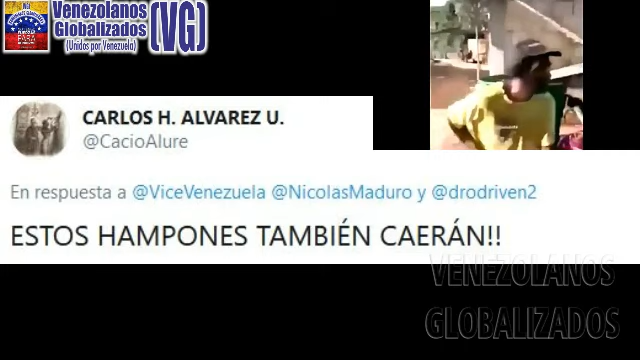 Venezolanos
Globalizados
(Unidos por Venezuela)
(VG)
CARLOS H. ALVAREZ U.
@CacioAlure
En respuesta a @ViceVenezuela @NicolasMaduro y @drodriven2
ESTOS HAMPONES TAMBIÉN CAERÁN!!
VENEZOLANOS
GLOBALIZADOS